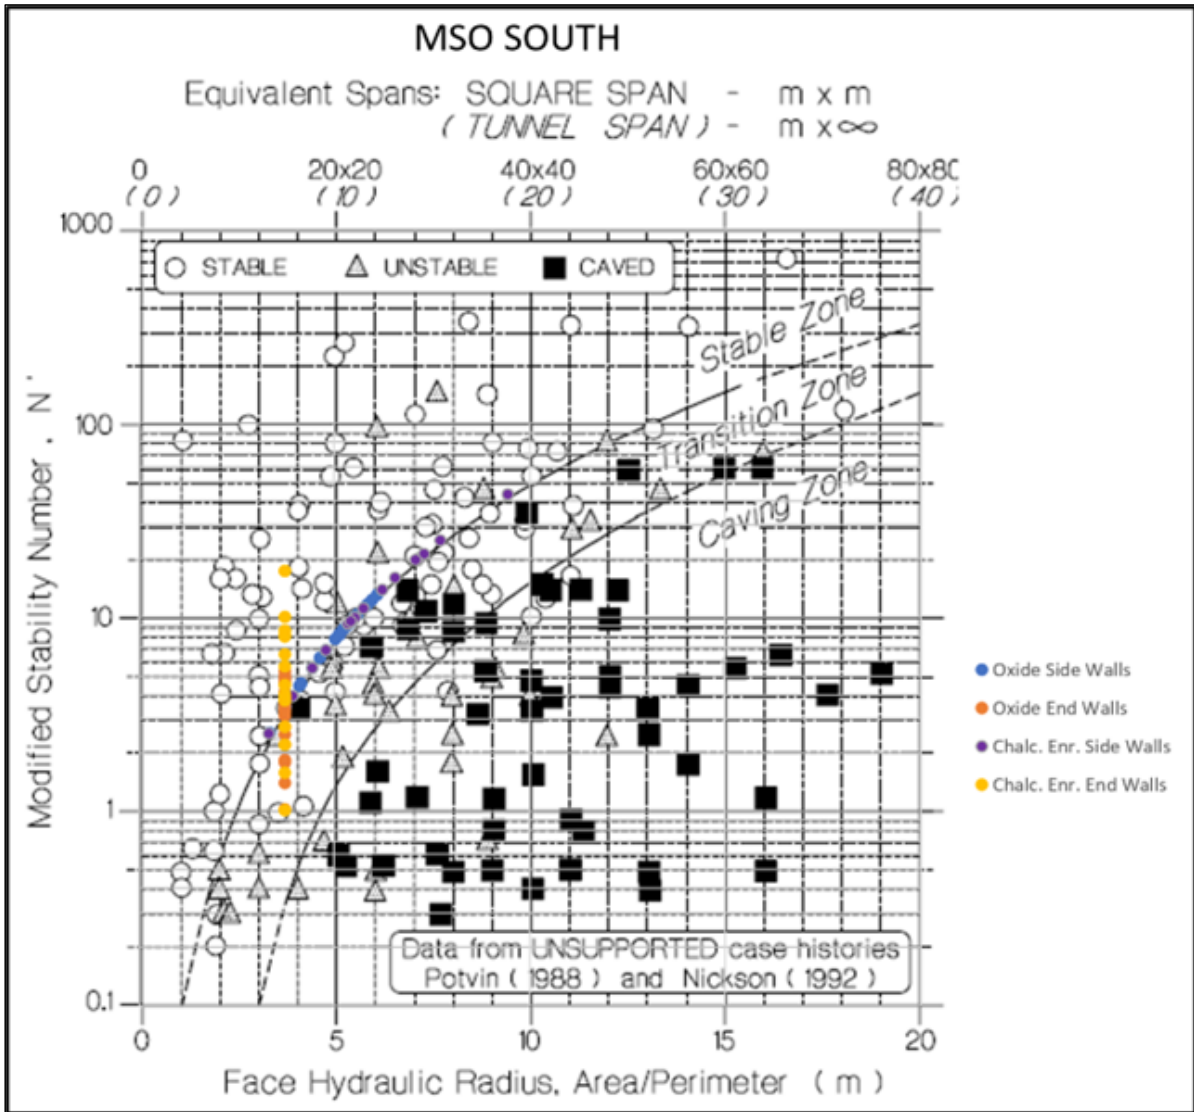 MSO SOUTH
Equivalent Spans: SQUARE SPAN - m x m
( TUNNEL SPAN ) - m x ∞
0 20x20 40x40 60x60 80x80
( 0 ) ( 10 ) ( 20 ) ( 30 ) ( 40 )
1000
STABLE UNSTABLE CAVED
Stable Zone
Transition Zone
Caving Zone
100
10
1
0.1
Modified Stability Number , N'
Oxide Side Walls
Oxide End Walls
Chalc. Enr. Side Walls
Chalc. Enr. End Walls
Data from UNSUPPORTED case histories
Potvin ( 1988 ) and Nickson ( 1992 )
0 5 10 15 20
Face Hydraulic Radius, Area/Perimeter ( m )